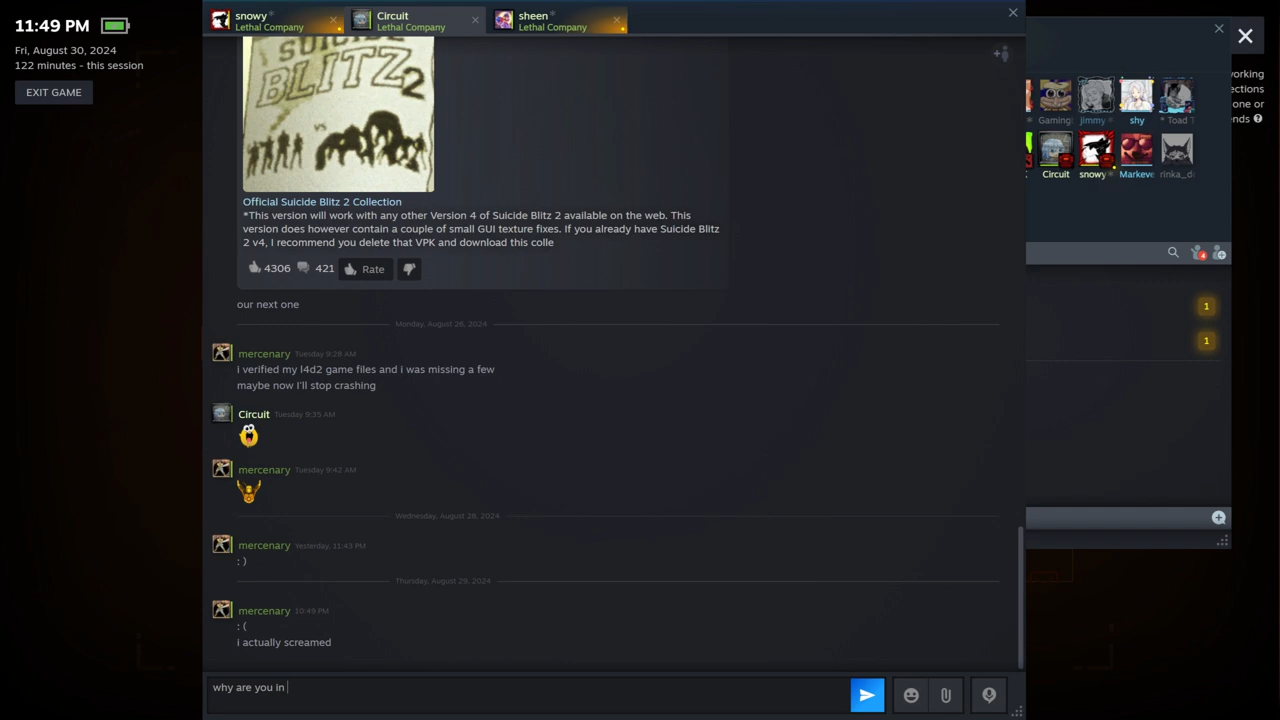 11:49 PM
Fri, August 30, 2024
122 minutes - this session
EXIT GAME
snowy*
Lethal Company
Circuit
Lethal Company
sheen*
Lethal Company
SUICIDE
BLITZ 2
vs
Official Suicide Blitz 2 Collection
*This version will work with any other Version 4 of Suicide Blitz 2 available on the web. This
version does however contain a couple of small GUI texture fixes. If you already have Suicide Blitz
2 v4, I recommend you delete that VPK and download this colle
4306 421 Rate
our next one
Monday, August 26, 2024
mercenary Tuesday 9:28 AM
i verified my l4d2 game files and i was missing a few
maybe now I'll stop crashing
Circuit Tuesday 9:35 AM
mercenary Tuesday 9:42 AM
Wednesday, August 28, 2024
mercenary Yesterday, 11:43 PM
: )
Thursday, August 29, 2024
mercenary 10:49 PM
: (
i actually screamed
why are you in
orking
ections
one or
ends
Gaming jimmy* shy * Toad T
Circuit snowy* Markeve rinka_d
4
1
1